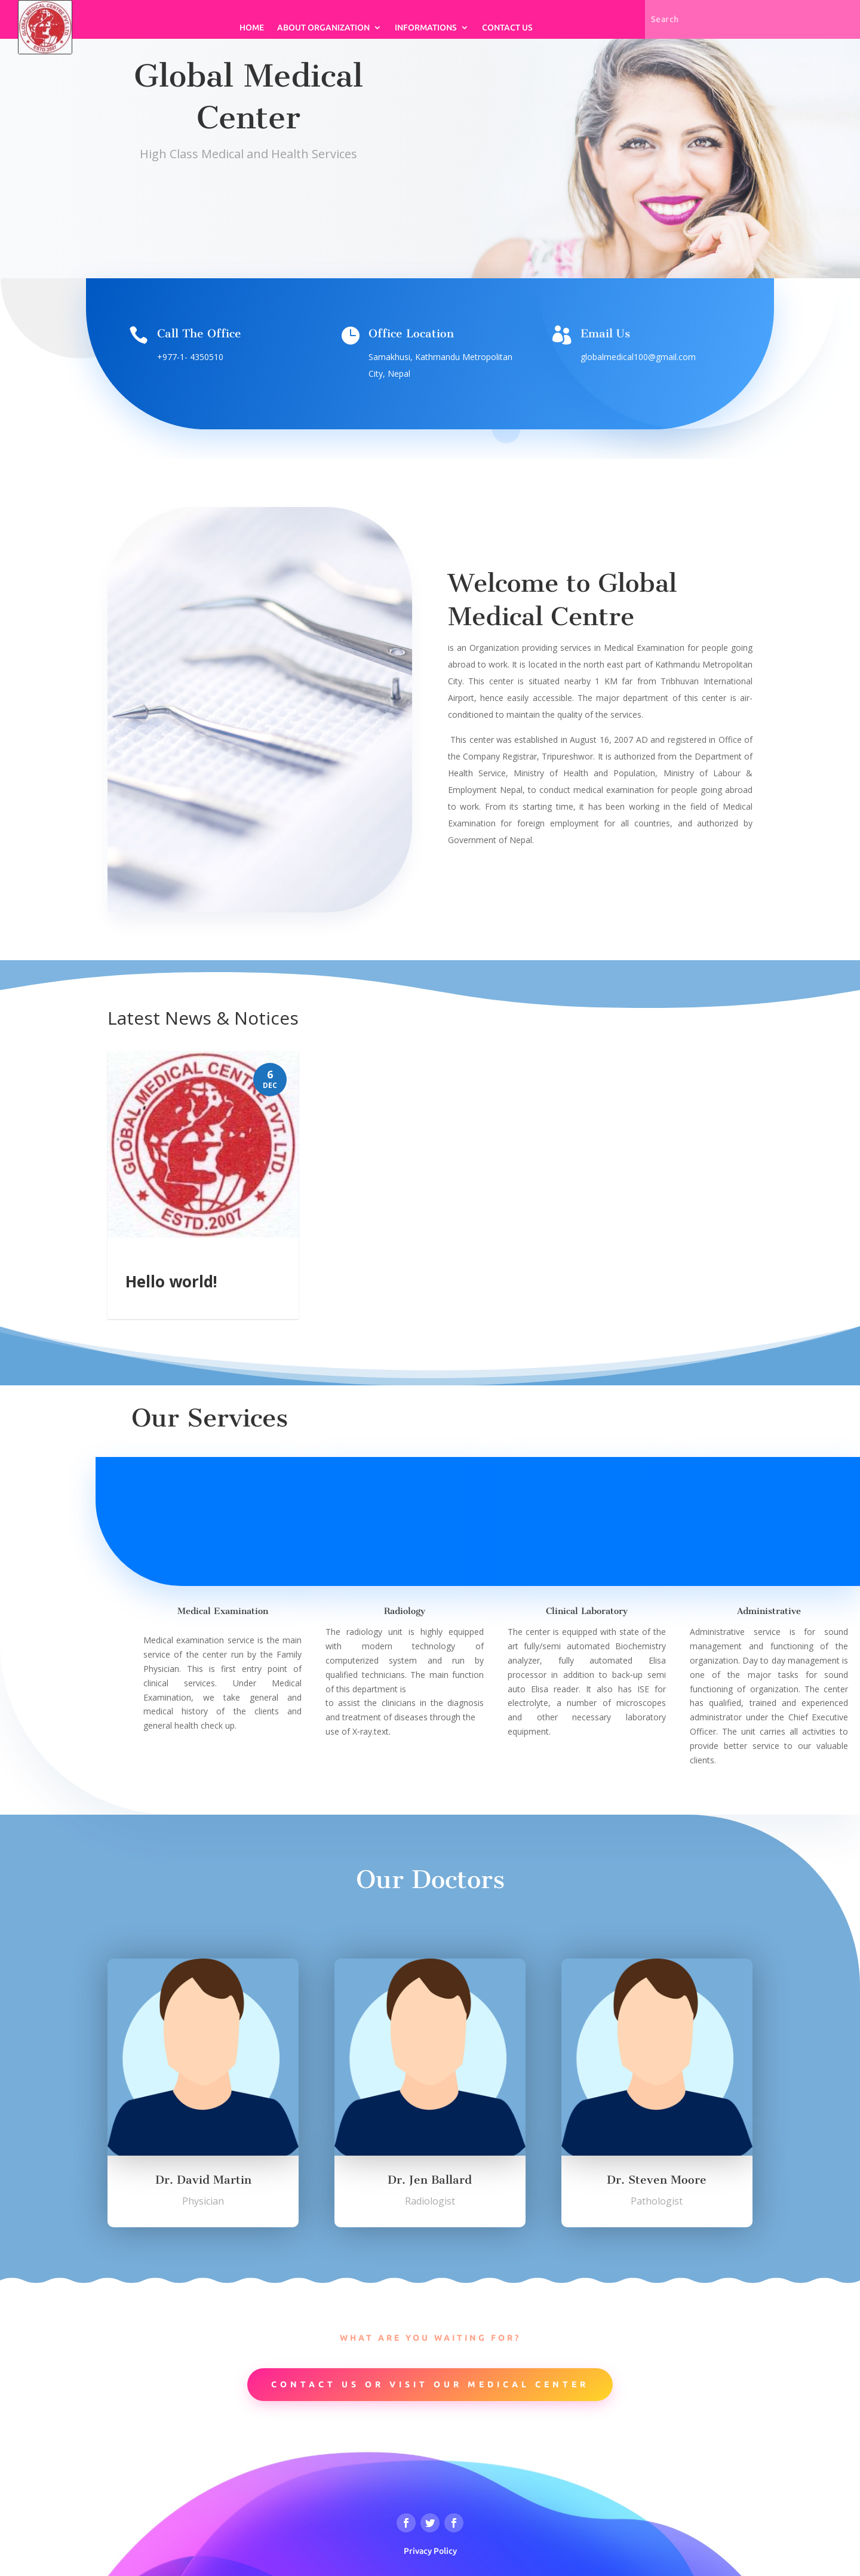 HOME ABOUT ORGANIZATION INFORMATIONS CONTACT US
Search
Global Medical
Center
High Class Medical and Health Services
Call The Office
+977-1- 4350510
Office Location
Samakhusi, Kathmandu Metropolitan
City, Nepal
Email Us
globalmedical100@gmail.com
Welcome to Global
Medical Centre
is an Organization providing services in Medical Examination for people going
abroad to work. It is located in the north east part of Kathmandu Metropolitan
City. This center is situated nearby 1 KM far from Tribhuvan International
Airport, hence easily accessible. The major department of this center is air-
conditioned to maintain the quality of the services.
This center was established in August 16, 2007 AD and registered in Office of
the Company Registrar, Tripureshwor. It is authorized from the Department of
Health Service, Ministry of Health and Population, Ministry of Labour &
Employment Nepal, to conduct medical examination for people going abroad
to work. From its starting time, it has been working in the field of Medical
Examination for foreign employment for all countries, and authorized by
Government of Nepal.
Latest News & Notices
GLOBAL MEDICAL CENTRE PVT. LTD.
ESTD.2007
6
DEC
Hello world!
Our Services
Medical Examination
Medical examination service is the main
service of the center run by the Family
Physician. This is first entry point of
clinical services. Under Medical
Examination, we take general and
medical history of the clients and
general health check up.
Radiology
The radiology unit is highly equipped
with modern technology of
computerized system and run by
qualified technicians. The main function
of this department is
to assist the clinicians in the diagnosis
and treatment of diseases through the
use of X-ray.text.
Clinical Laboratory
The center is equipped with state of the
art fully/semi automated Biochemistry
analyzer, fully automated Elisa
processor in addition to back-up semi
auto Elisa reader. It also has ISE for
electrolyte, a number of microscopes
and other necessary laboratory
equipment.
Administrative
Administrative service is for sound
management and functioning of the
organization. Day to day management is
one of the major tasks for sound
functioning of organization. The center
has qualified, trained and experienced
administrator under the Chief Executive
Officer. The unit carries all activities to
provide better service to our valuable
clients.
Our Doctors
Dr. David Martin
Physician
Dr. Jen Ballard
Radiologist
Dr. Steven Moore
Pathologist
WHAT ARE YOU WAITING FOR?
CONTACT US OR VISIT OUR MEDICAL CENTER
Privacy Policy